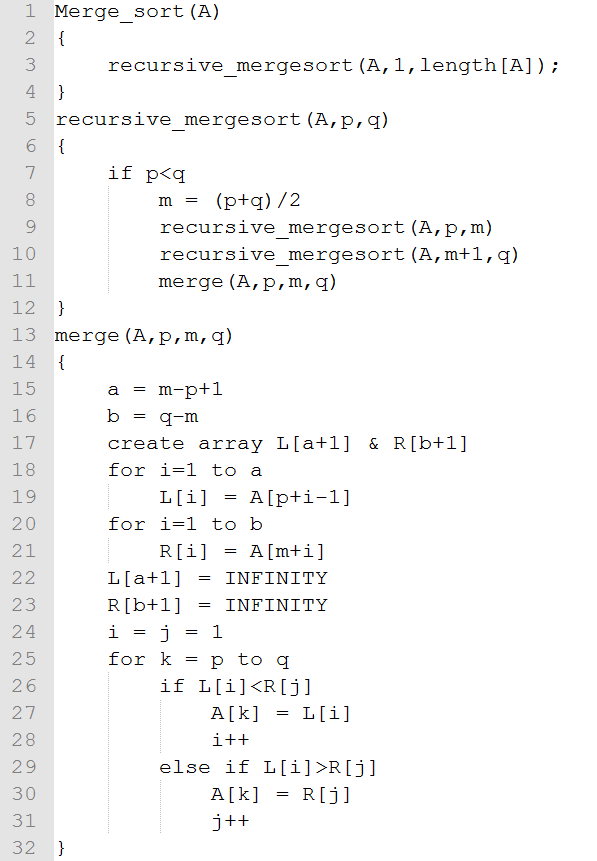 1 Merge_sort(A)
2 {
3 recursive_mergesort(A,1,length[A]);
4 }
5 recursive_mergesort(A,p,q)
6 {
7 if p<q
8 m = (p+q)/2
9 recursive_mergesort(A,p,m)
10 recursive_mergesort(A,m+1,q)
11 merge(A,p,m,q)
12 }
13 merge(A,p,m,q)
14 {
15 a = m-p+1
16 b = q-m
17 create array L[a+1] & R[b+1]
18 for i=1 to a
19 L[i] = A[p+i-1]
20 for i=1 to b
21 R[i] = A[m+i]
22 L[a+1] = INFINITY
23 R[b+1] = INFINITY
24 i = j = 1
25 for k = p to q
26 if L[i]<R[j]
27 A[k] = L[i]
28 i++
29 else if L[i]>R[j]
30 A[k] = R[j]
31 j++
32 }